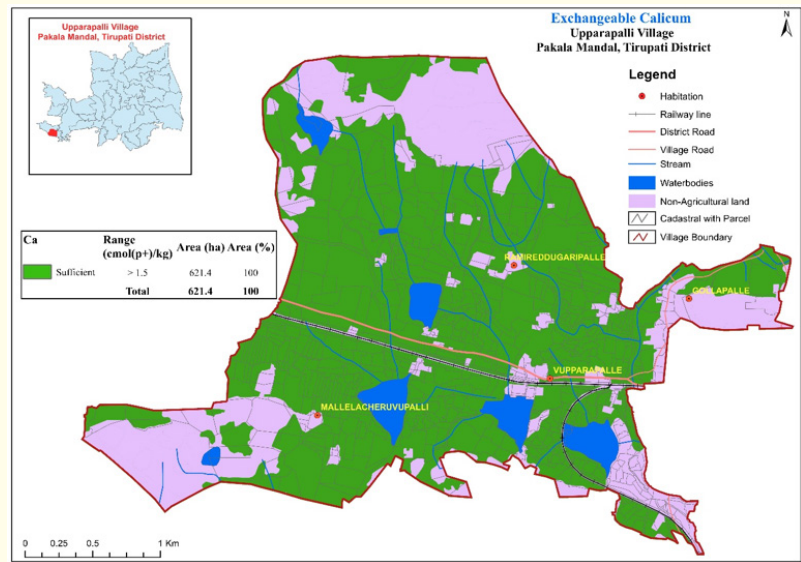 Upparapalli Village
Pakala Mandal, Tirupati District
Exchangeable Calicum
Upparapalli Village
Pakala Mandal, Tirupati District
N
Legend
Habitation
Railway line
District Road
Village Road
Stream
Waterbodies
Non-Agricultural land
Cadastral with Parcel
Village Boundary
Ca Range (cmol(p+)/kg) Area (ha) Area (%)
Sufficient > 1.5 621.4 100
Total 621.4 100
RAMIREDDUGARIPALLE
GOLLAPALLE
VUPPARAPALLE
MALLELACHERUVUPALLI
0 0.25 0.5 1 Km